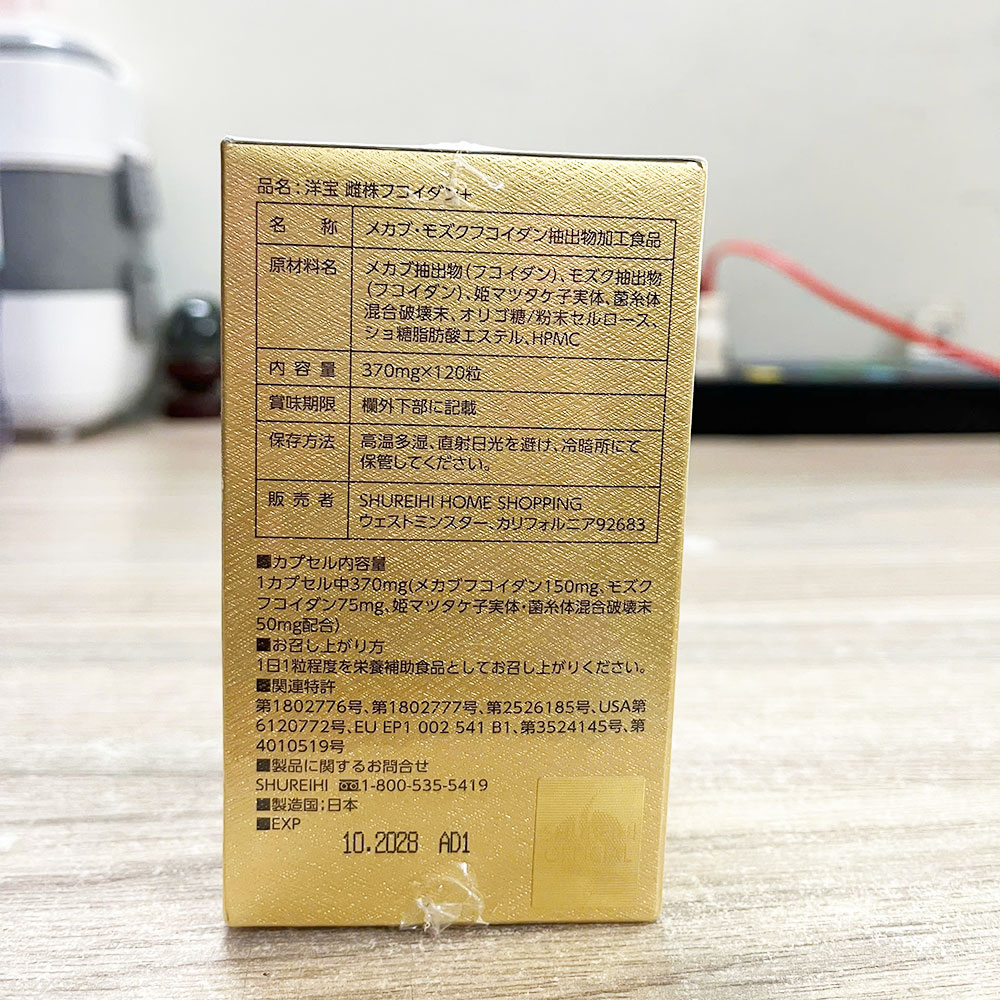 品名:洋宝 雌株フコイダン+
名 称 メカブ・モズクフコイダン抽出物加工食品
原材料名 メカブ抽出物(フコイダン)、モズク抽出物
(フコイダン)、姫マツタケ子実体、菌糸体
混合破壊末、オリゴ糖/粉末セルロース、
ショ糖脂肪酸エステル、HPMC
内 容 量 370mg×120粒
賞味期限 欄外下部に記載
保存方法 高温多湿、直射日光を避け、冷暗所にて
保管してください。
販 売 者 SHUREIHI HOME SHOPPING
ウェストミンスター、カリフォルニア92683
■カプセル内容量
1カプセル中370mg(メカブフコイダン150mg、モズク
フコイダン75mg、姫マツタケ子実体・菌糸体混合破壊末
50mg配合)
■お召し上がり方
1日1粒程度を栄養補助食品としてお召し上がりください。
■関連特許
第1802776号、第1802777号、第2526185号、USA第
6120772号、EU EP1 002 541 B1、第3524145号、第
4010519号
■製品に関するお問合せ
SHUREIHI 1-800-535-5419
■製造国;日本
■EXP
10.2028 AD1